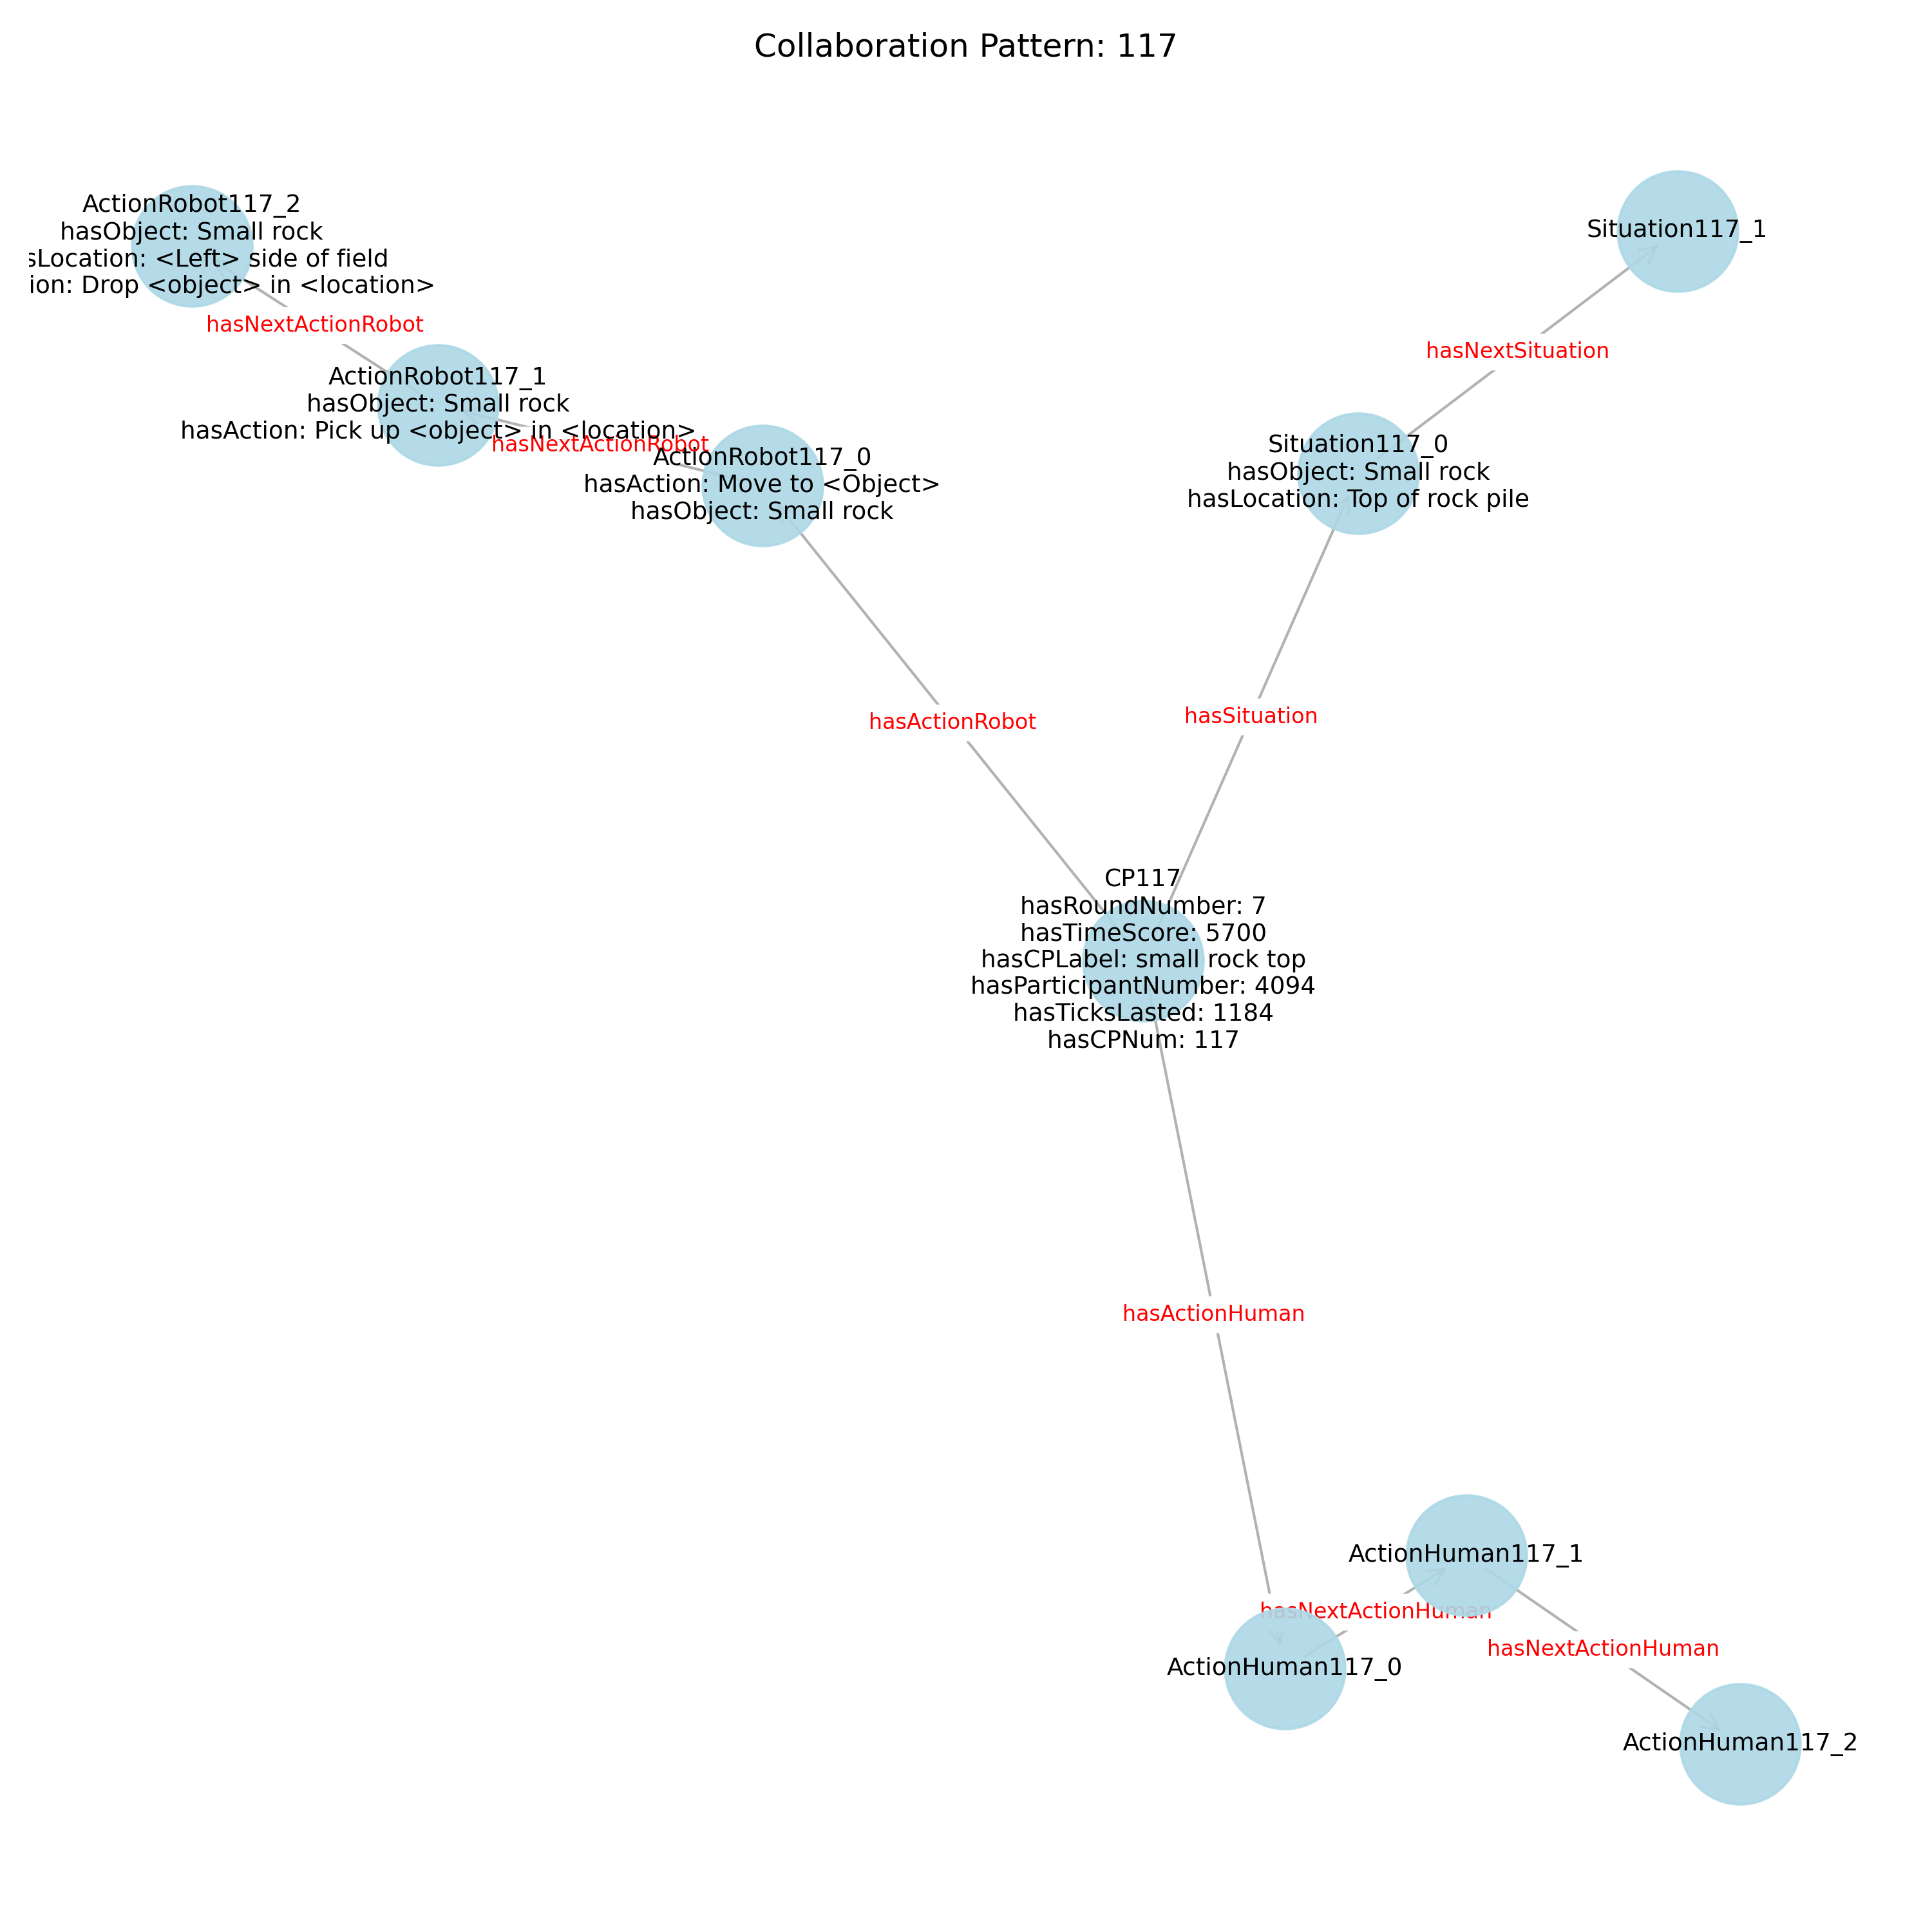 Collaboration Pattern: 117
ActionRobot117_2
hasObject: Small rock
sLocation: <Left> side of field
ion: Drop <object> in <location>
hasNextActionRobot
ActionRobot117_1
hasObject: Small rock
hasAction: Pick up <object> in <location>
hasNextActionRobot
ActionRobot117_0
hasAction: Move to <Object>
hasObject: Small rock
Situation117_1
hasNextSituation
Situation117_0
hasObject: Small rock
hasLocation: Top of rock pile
hasActionRobot
hasSituation
CP117
hasRoundNumber: 7
hasTimeScore: 5700
hasCPLabel: small rock top
hasParticipantNumber: 4094
hasTicksLasted: 1184
hasCPNum: 117
hasActionHuman
ActionHuman117_1
hasNextActionHuman
ActionHuman117_0
hasNextActionHuman
ActionHuman117_2